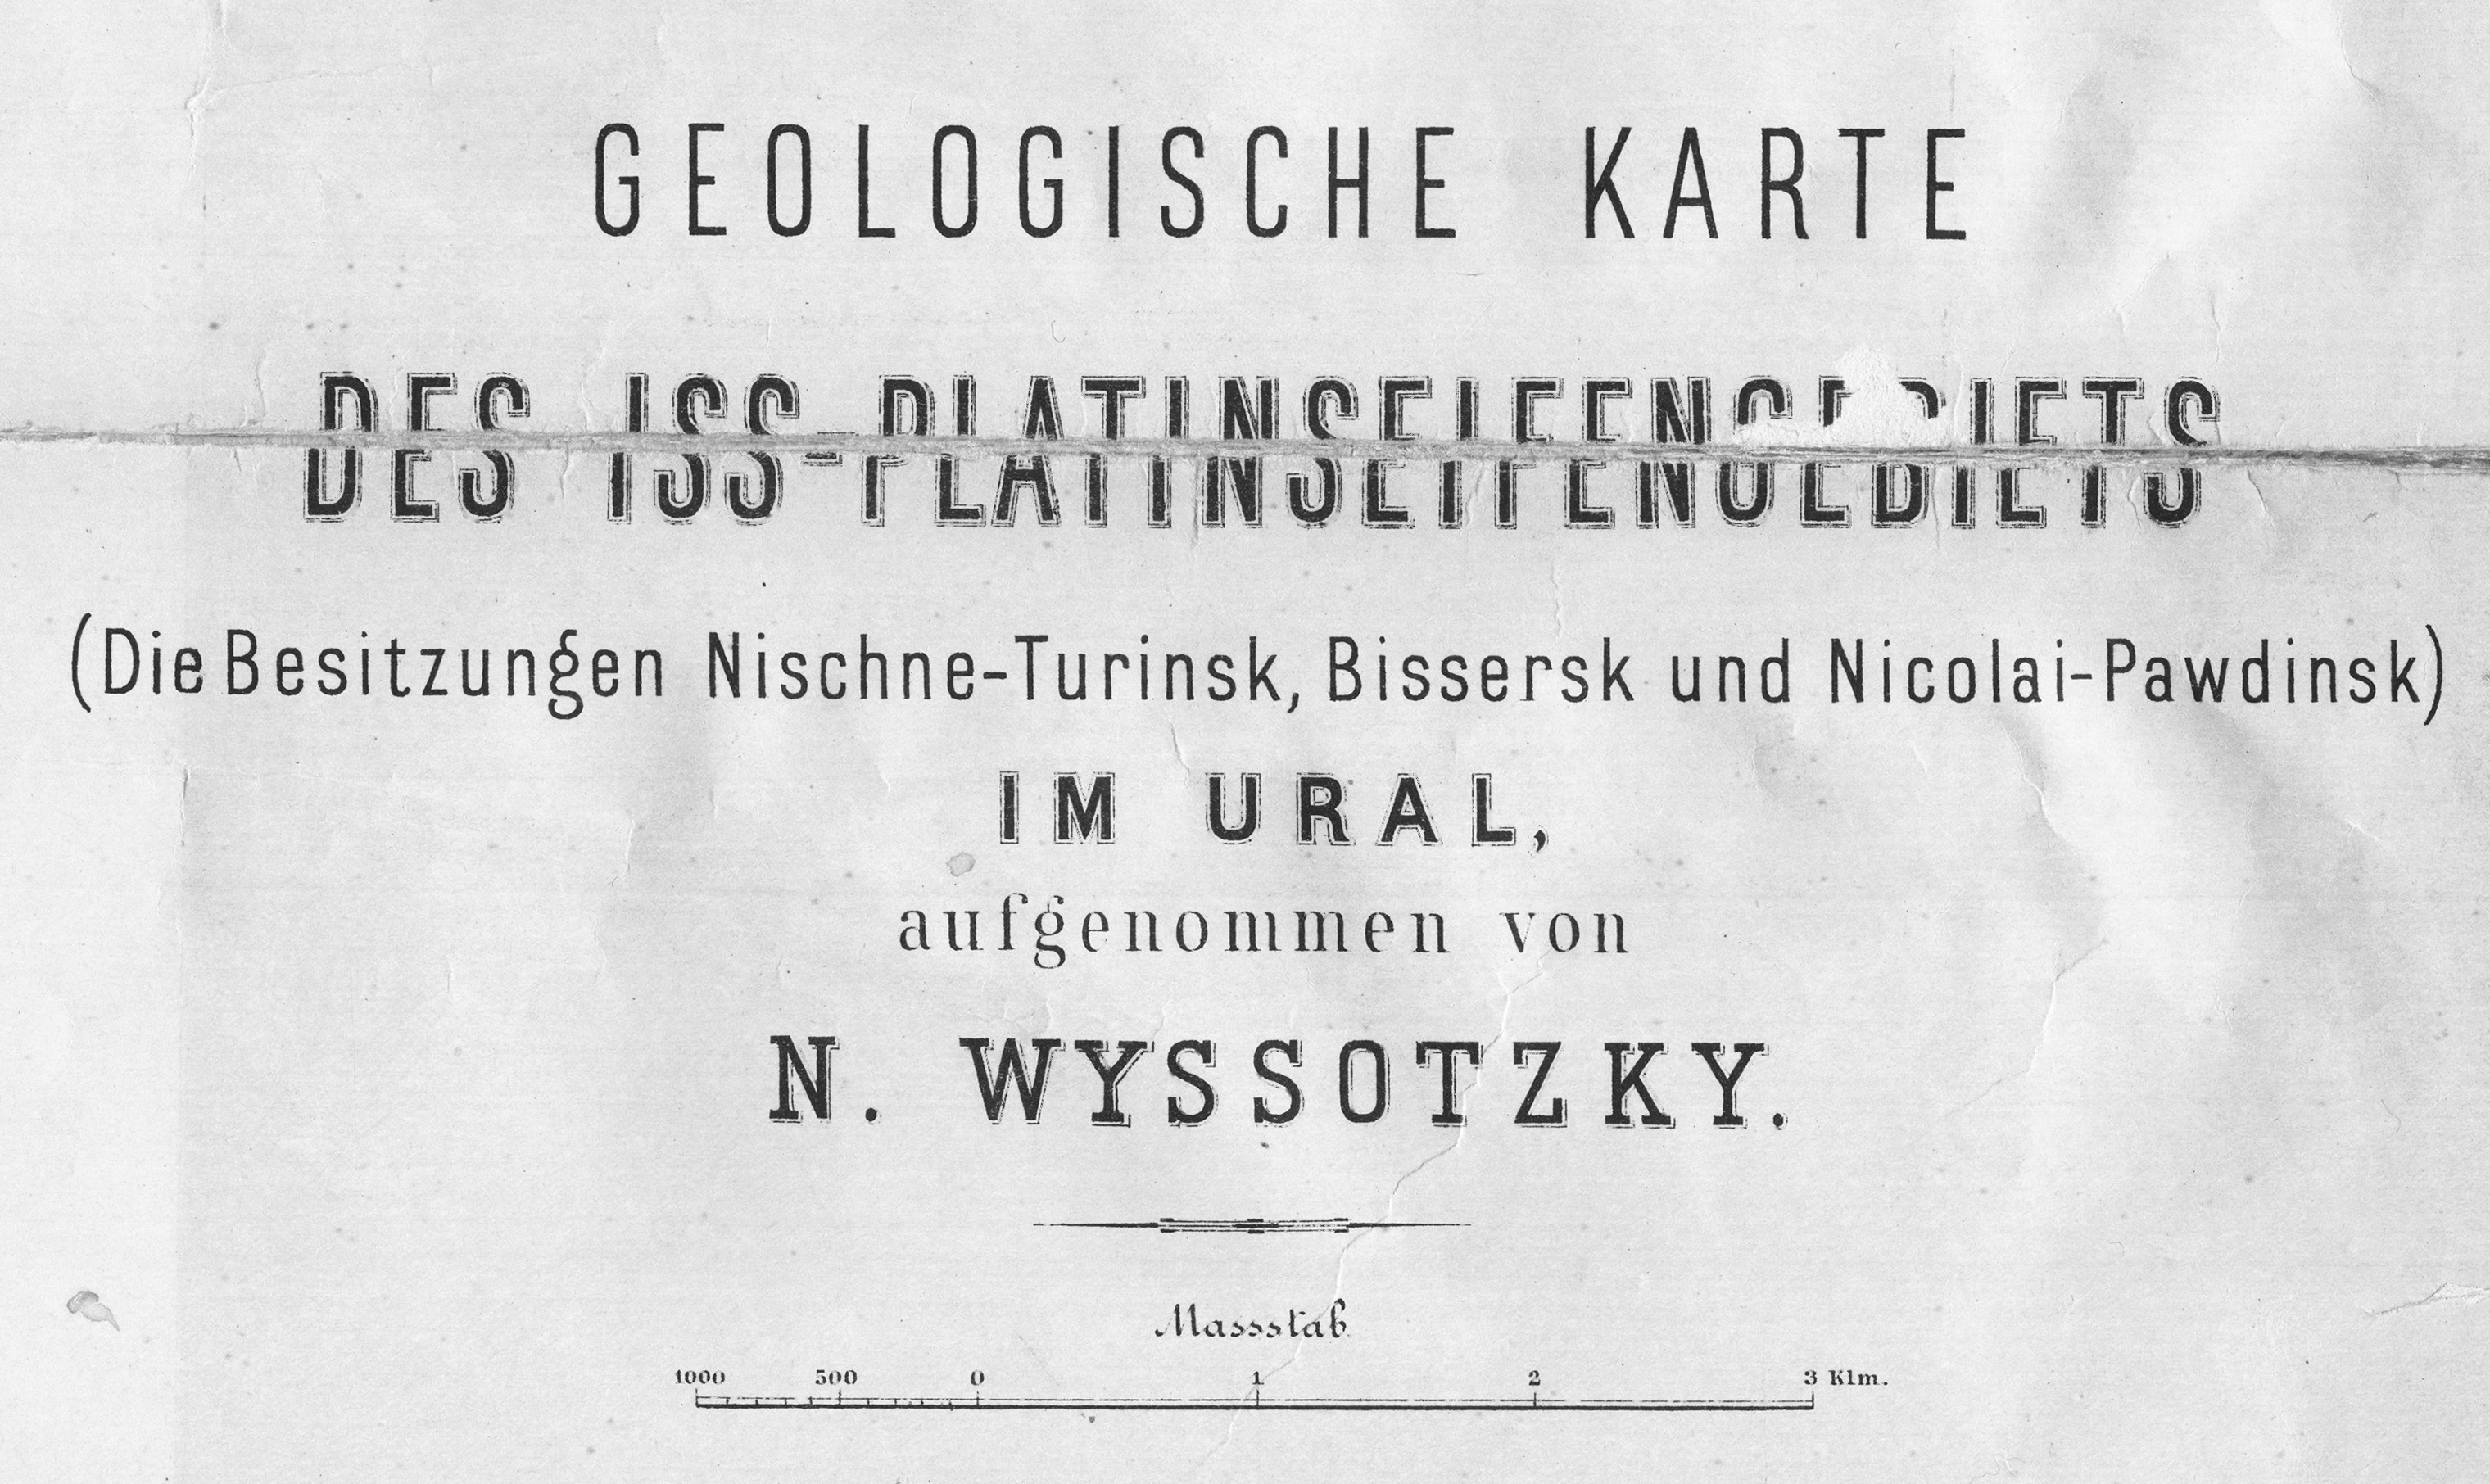 GEOLOGISCHE KARTE
DES ISS-PLATINSEIFENGEBIETS
(Die Besitzungen Nischne-Turinsk, Bissersk und Nicolai-Pawdinsk)
IM URAL,
aufgenommen von
N. WYSSOTZKY.
Massstab
1000 500 0 1 2 3 Klm.